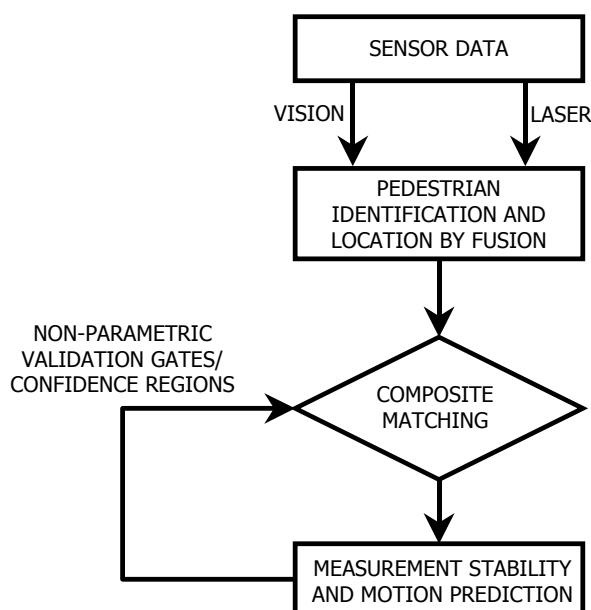 SENSOR DATA
VISION
LASER
PEDESTRIAN
IDENTIFICATION AND
LOCATION BY FUSION
NON-PARAMETRIC
VALIDATION GATES/
CONFIDENCE REGIONS
COMPOSITE
MATCHING
MEASUREMENT STABILITY
AND MOTION PREDICTION